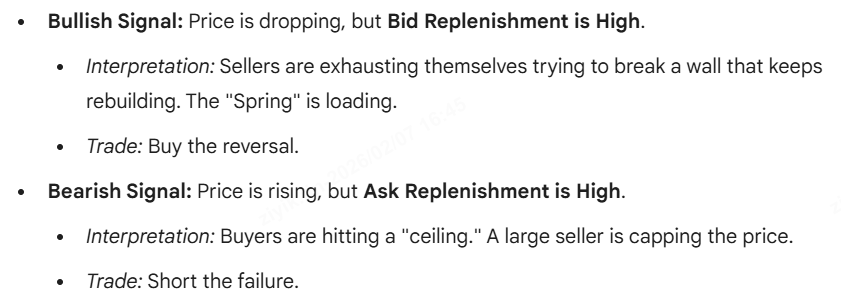 • Bullish Signal: Price is dropping, but Bid Replenishment is High.
• Interpretation: Sellers are exhausting themselves trying to break a wall that keeps
rebuilding. The "Spring" is loading.
• Trade: Buy the reversal.
• Bearish Signal: Price is rising, but Ask Replenishment is High.
• Interpretation: Buyers are hitting a "ceiling." A large seller is capping the price.
• Trade: Short the failure.